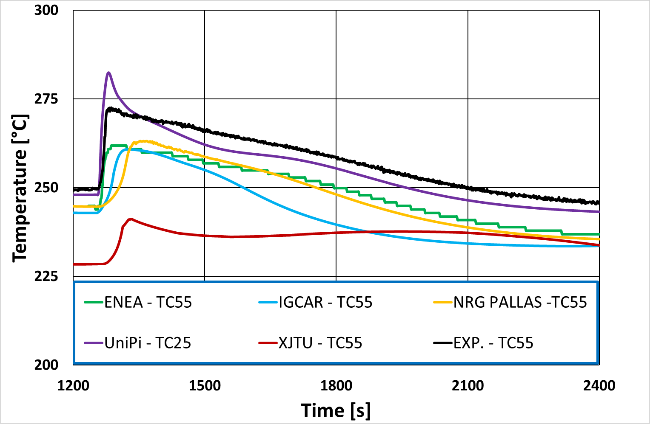 300
275
250
225
200
Temperature [°C]
ENEA - TC55 IGCAR - TC55 NRG PALLAS -TC55
UniPi - TC25 XJTU - TC55 EXP. - TC55
1200 1500 1800 2100 2400
Time [s]